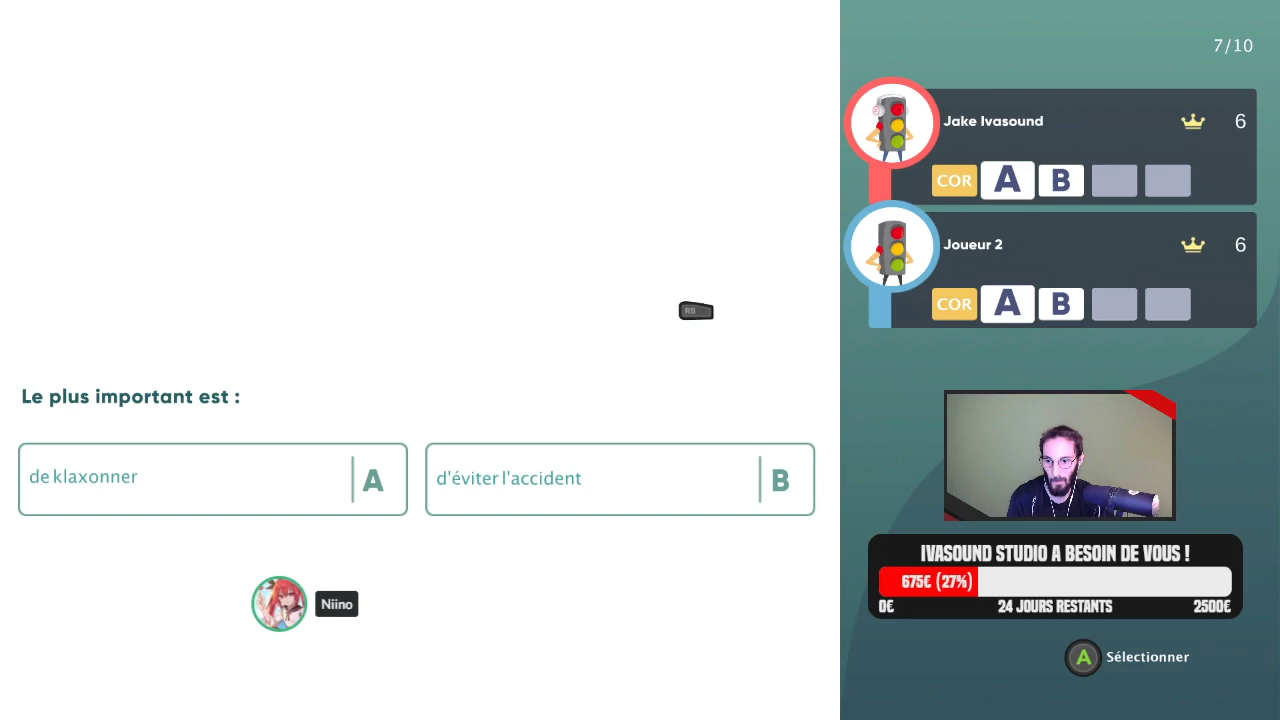 7/10
Jake Ivasound 6
COR A B
Joueur 2 6
COR A B
RB
Le plus important est :
de klaxonner A
d'éviter l'accident B
Niino
IVASOUND STUDIO A BESOIN DE VOUS !
675€ (27%)
0€ 24 JOURS RESTANTS 2500€
A Sélectionner